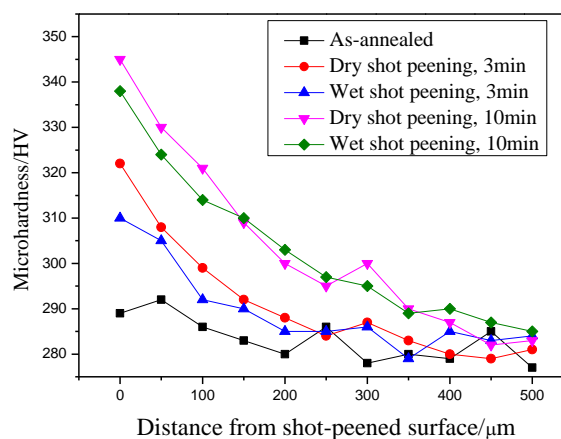 As-annealed
Dry shot peening, 3min
Wet shot peening, 3min
Dry shot peening, 10min
Wet shot peening, 10min
350
340
330
320
310
300
290
280
Microhardness/HV
0
100
200
300
400
500
Distance from shot-peened surface/μm